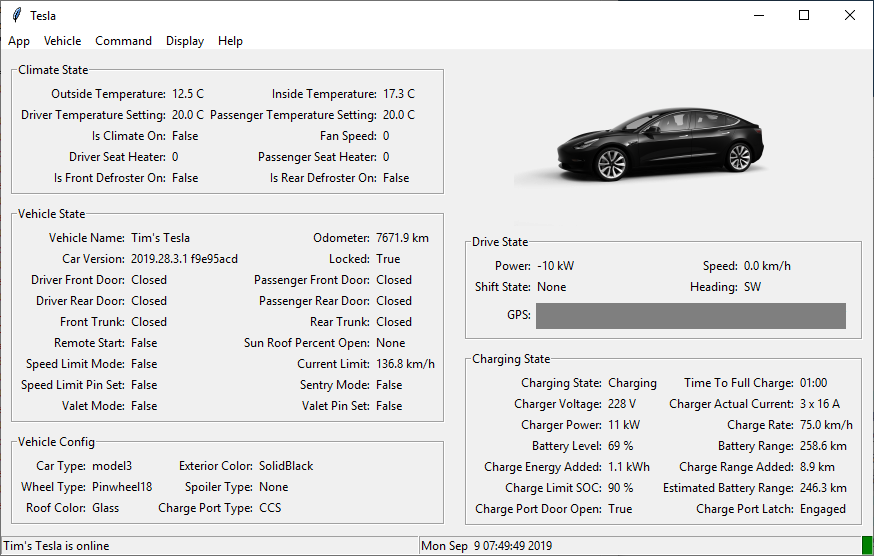 Tesla
App Vehicle Command Display Help
Climate State
Outside Temperature: 12.5 C Inside Temperature: 17.3 C
Driver Temperature Setting: 20.0 C Passenger Temperature Setting: 20.0 C
Is Climate On: False Fan Speed: 0
Driver Seat Heater: 0 Passenger Seat Heater: 0
Is Front Defroster On: False Is Rear Defroster On: False
Vehicle State
Vehicle Name: Tim's Tesla Odometer: 7671.9 km
Car Version: 2019.28.3.1 f9e95acd Locked: True
Driver Front Door: Closed Passenger Front Door: Closed
Driver Rear Door: Closed Passenger Rear Door: Closed
Front Trunk: Closed Rear Trunk: Closed
Remote Start: False Sun Roof Percent Open: None
Speed Limit Mode: False Current Limit: 136.8 km/h
Speed Limit Pin Set: False Sentry Mode: False
Valet Mode: False Valet Pin Set: False
Vehicle Config
Car Type: model3 Exterior Color: SolidBlack
Wheel Type: Pinwheel18 Spoiler Type: None
Roof Color: Glass Charge Port Type: CCS
Drive State
Power: -10 kW Speed: 0.0 km/h
Shift State: None Heading: SW
GPS:
Charging State
Charging State: Charging Time To Full Charge: 01:00
Charger Voltage: 228 V Charger Actual Current: 3 x 16 A
Charger Power: 11 kW Charge Rate: 75.0 km/h
Battery Level: 69 % Battery Range: 258.6 km
Charge Energy Added: 1.1 kWh Charge Range Added: 8.9 km
Charge Limit SOC: 90 % Estimated Battery Range: 246.3 km
Charge Port Door Open: True Charge Port Latch: Engaged
Tim's Tesla is online
Mon Sep 9 07:49:49 2019